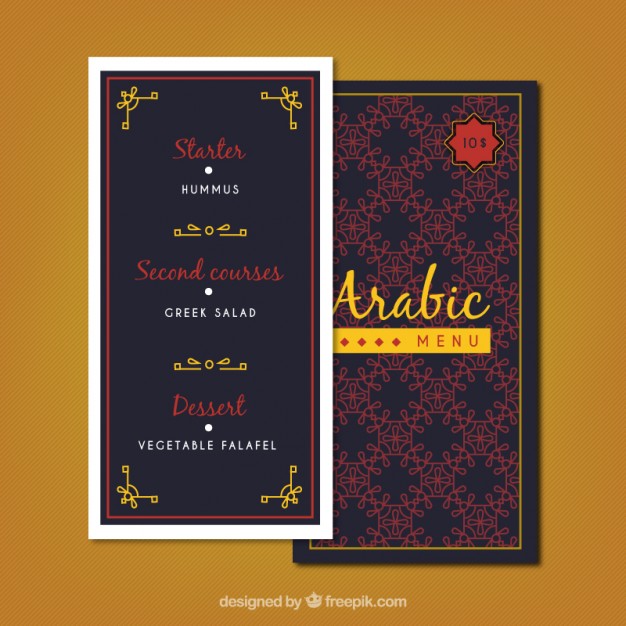 Starter
HUMMUS
Second courses
GREEK SALAD
Dessert
VEGETABLE FALAFEL
10$
Arabic
MENU
designed by freepik.com